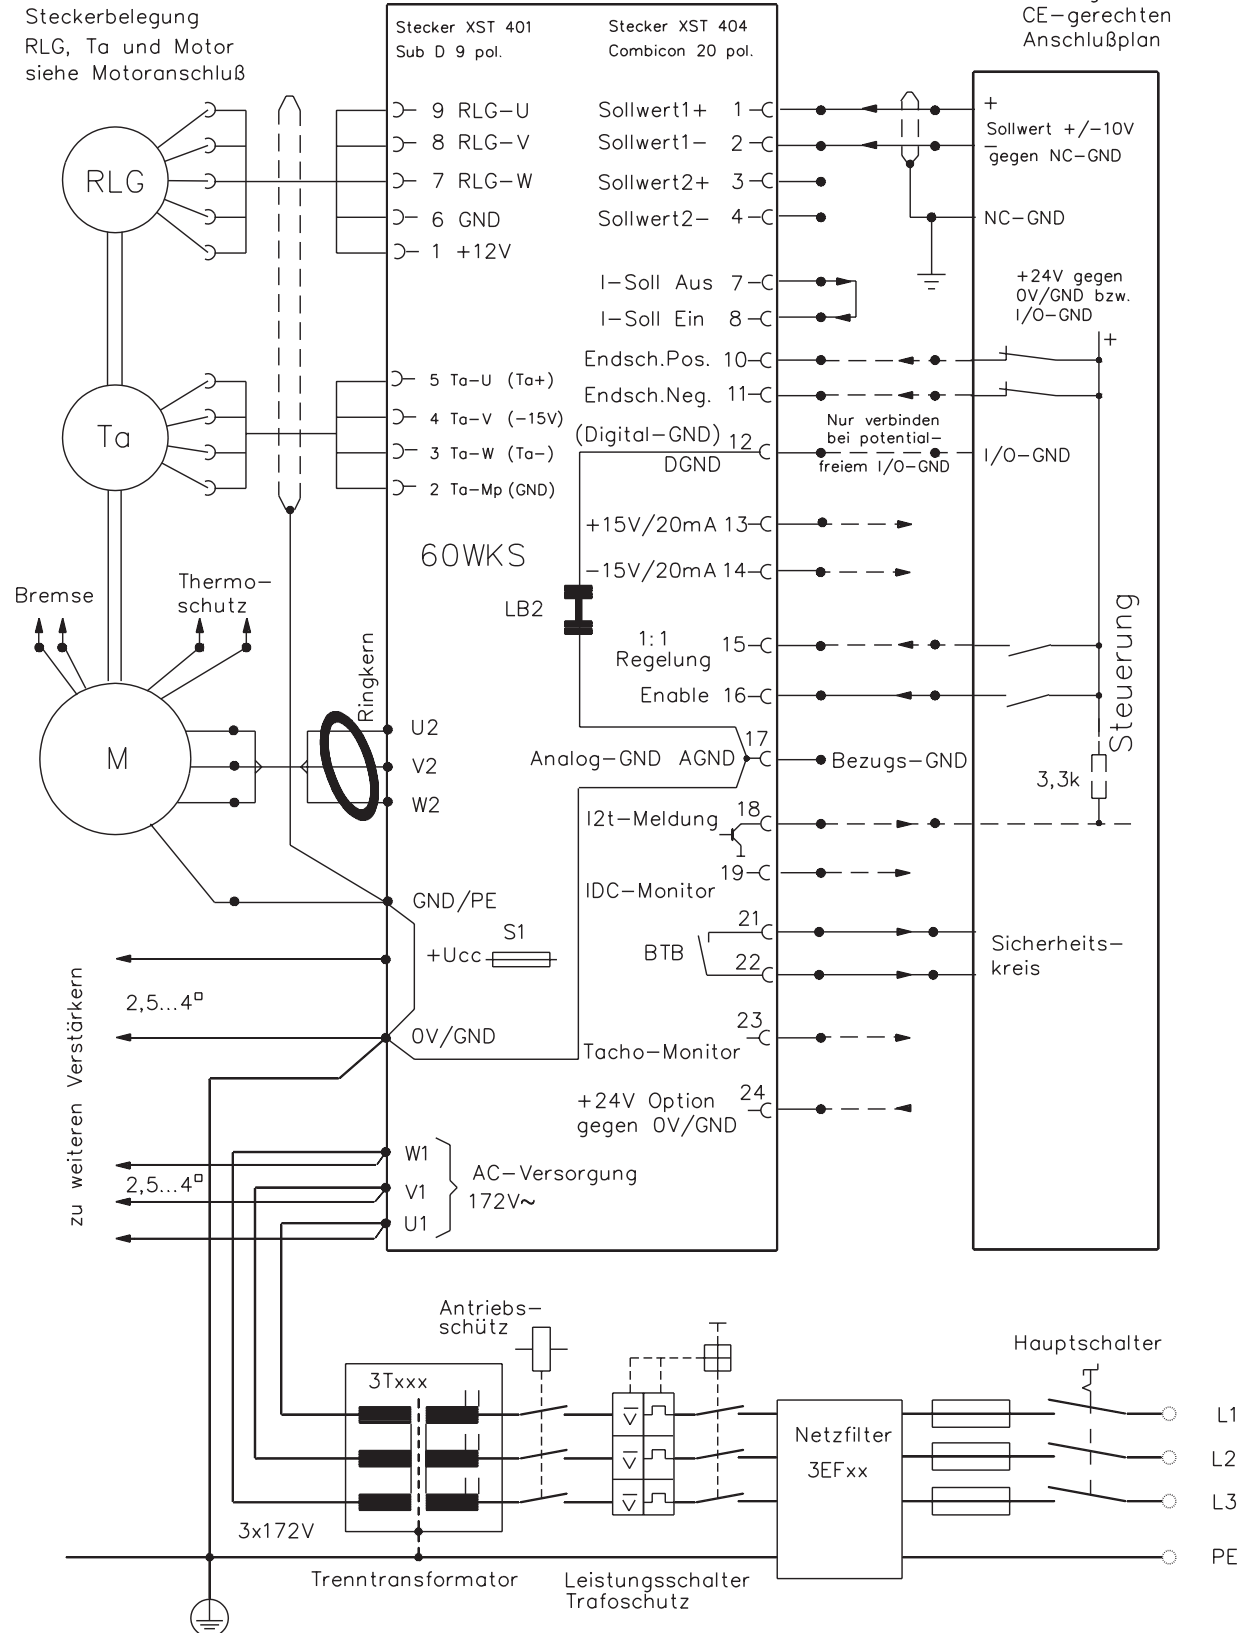 Steckerbelegung
RLG, Ta und Motor
siehe Motoranschluß
Stecker XST 401
Sub D 9 pol.
Stecker XST 404
Combicon 20 pol.
CE-gerechten
Anschlußplan
RLG
9 RLG-U
8 RLG-V
7 RLG-W
6 GND
1 +12V
Sollwert1+ 1
Sollwert1- 2
Sollwert2+ 3
Sollwert2- 4
+
Sollwert +/-10V
- gegen NC-GND
NC-GND
I-Soll Aus 7
I-Soll Ein 8
+24V gegen
0V/GND bzw.
I/O-GND
+
Endsch.Pos. 10
Endsch.Neg. 11
Ta
5 Ta-U (Ta+)
4 Ta-V (-15V)
3 Ta-W (Ta-)
2 Ta-Mp (GND)
(Digital-GND) 12
DGND
Nur verbinden
bei potential-
freiem I/O-GND
I/O-GND
+15V/20mA 13
-15V/20mA 14
60WKS
LB2
Bremse
Thermo-
schutz
Ringkern
1:1
Regelung
15
Enable 16
Steuerung
M
U2
V2
W2
17
Analog-GND AGND
Bezugs-GND
3,3k
I2t-Meldung 18
19
IDC-Monitor
GND/PE
S1
+Ucc
BTB
21
22
Sicherheits-
kreis
zu weiteren Verstärkern
2,5...4□
0V/GND
23
Tacho-Monitor
24
+24V Option
gegen 0V/GND
2,5...4□
W1
V1
U1
AC-Versorgung
172V~
Antriebs-
schütz
Hauptschalter
3Txxx
Netzfilter
3EFxx
L1
L2
L3
PE
3x172V
Trenntransformator
Leistungsschalter
Trafoschutz